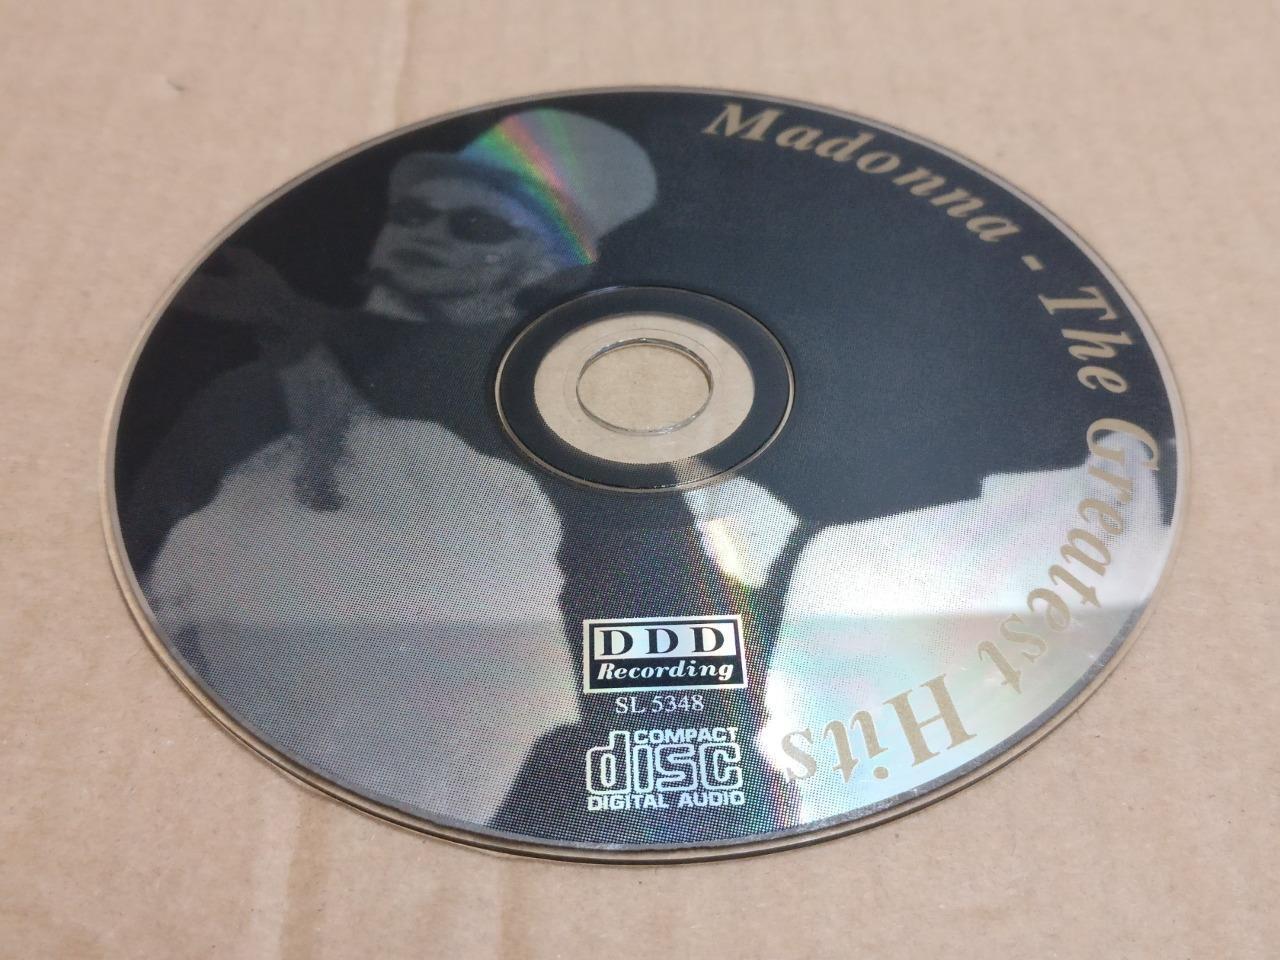 Madonna - The Greatest Hits
DDD
Recording
SL 5348
COMPACT
disc
DIGITAL AUDIO